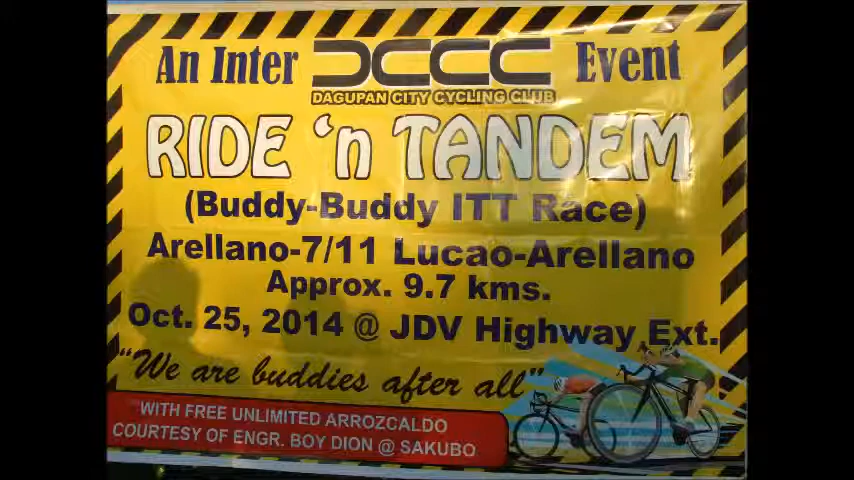 An Inter DCCC Event
DAGUPAN CITY CYCLING CLUB
RIDE 'n TANDEM
(Buddy-Buddy ITT Race)
Arellano-7/11 Lucao-Arellano
Approx. 9.7 kms.
Oct. 25, 2014 @ JDV Highway Ext.
"We are buddies after all"
WITH FREE UNLIMITED ARROZCALDO
COURTESY OF ENGR. BOY DION @ SAKUBO